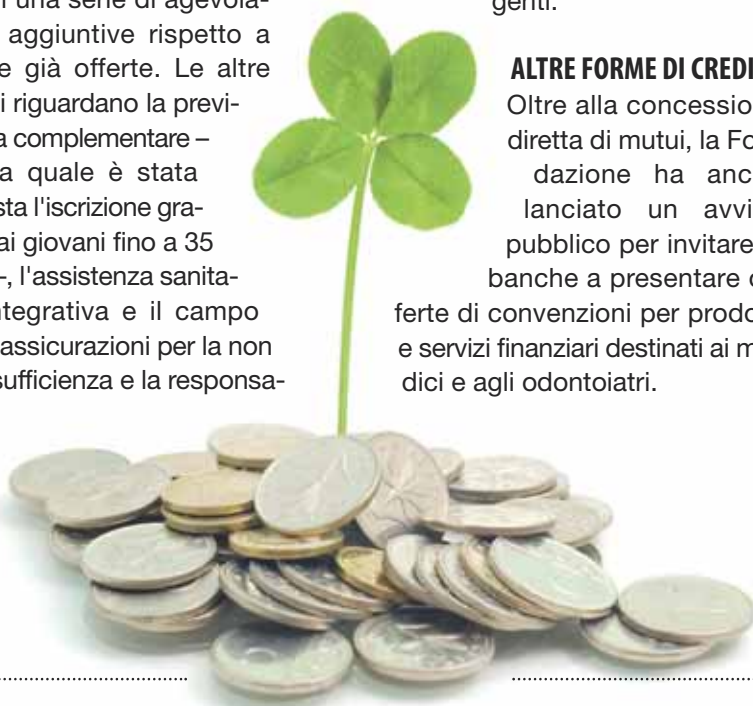 una serie di agevola-
aggiuntive rispetto a
e già offerte. Le altre
i riguardano la previ-
a complementare –
a quale è stata
sta l'iscrizione gra-
ai giovani fino a 35
–, l'assistenza sanita-
ntegrativa e il campo
assicurazioni per la non
sufficienza e la responsa-
genti.
ALTRE FORME DI CREDI
Oltre alla concessio
diretta di mutui, la Fo
dazione ha anc
lanciato un avvi
pubblico per invitare
banche a presentare
ferte di convenzioni per prodo
e servizi finanziari destinati ai m
dici e agli odontoiatri.